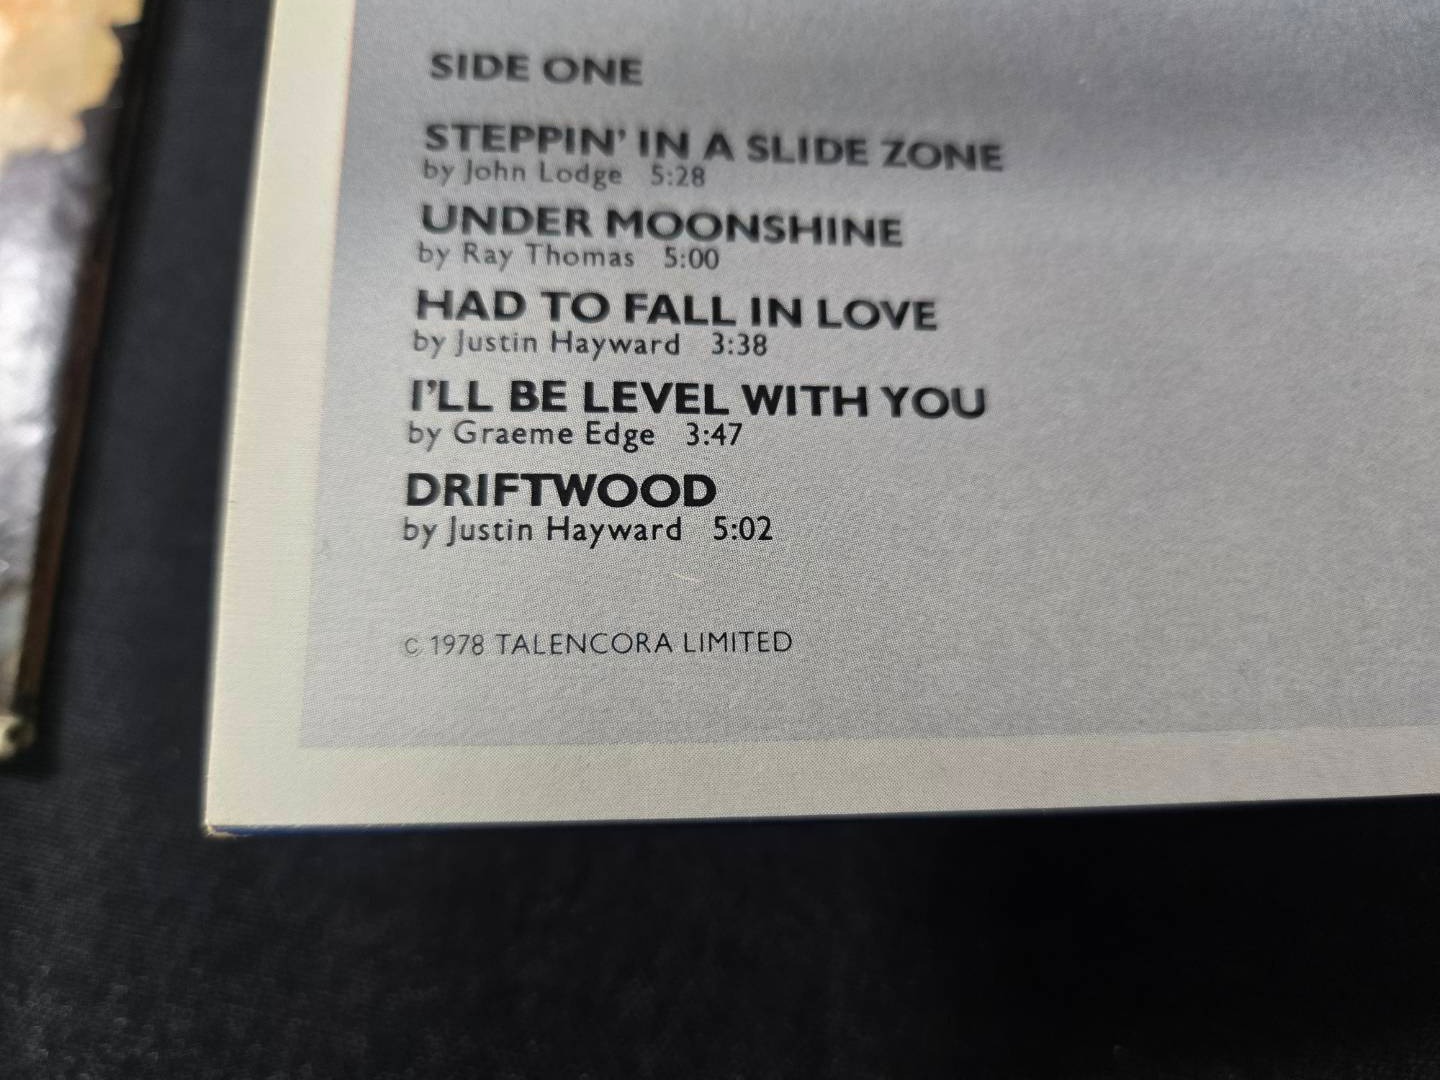 SIDE ONE
STEPPIN' IN A SLIDE ZONE
by John Lodge 5:28
UNDER MOONSHINE
by Ray Thomas 5:00
HAD TO FALL IN LOVE
by Justin Hayward 3:38
I'LL BE LEVEL WITH YOU
by Graeme Edge 3:47
DRIFTWOOD
by Justin Hayward 5:02
© 1978 TALENCORA LIMITED